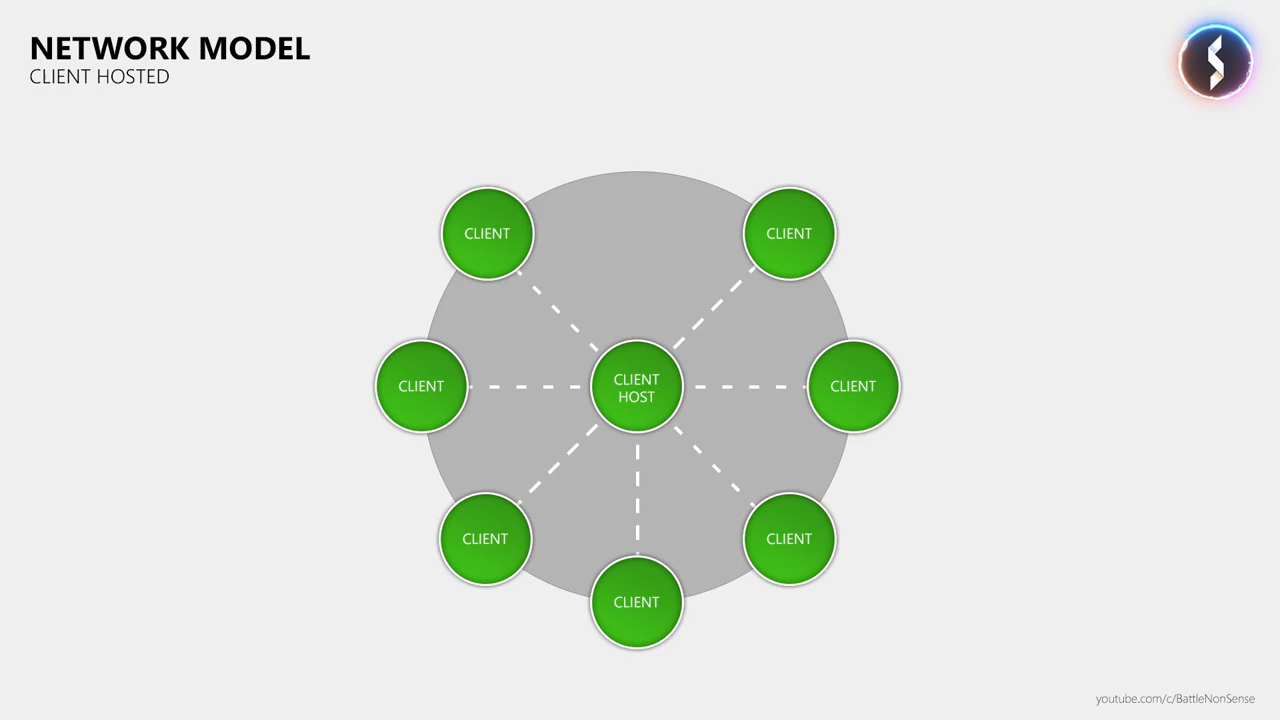 NETWORK MODEL
CLIENT HOSTED
CLIENT
CLIENT
CLIENT
CLIENT
HOST
CLIENT
CLIENT
CLIENT
CLIENT
youtube.com/c/BattleNonSense